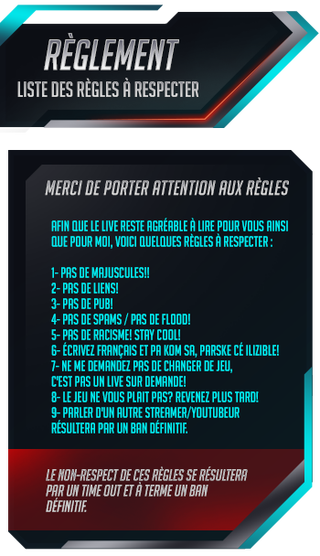 RÈGLEMENT
LISTE DES RÈGLES À RESPECTER
MERCI DE PORTER ATTENTION AUX RÈGLES
AFIN QUE LE LIVE RESTE AGRÉABLE À LIRE POUR VOUS AINSI
QUE POUR MOI, VOICI QUELQUES RÈGLES À RESPECTER :
1- PAS DE MAJUSCULES!!
2- PAS DE LIENS!
3- PAS DE PUB!
4- PAS DE SPAMS / PAS DE FLOOD!
5- PAS DE RACISME! STAY COOL!
6- ÉCRIVEZ FRANÇAIS ET PA KOM SA, PARSKE CÉ ILIZIBLE!
7- NE ME DEMANDEZ PAS DE CHANGER DE JEU,
C'EST PAS UN LIVE SUR DEMANDE!
8- LE JEU NE VOUS PLAIT PAS? REVENEZ PLUS TARD!
9- PARLER D'UN AUTRE STREAMER/YOUTUBEUR
RÉSULTERA PAR UN BAN DÉFINITIF.
LE NON-RESPECT DE CES RÈGLES SE RÉSULTERA
PAR UN TIME OUT ET À TERME UN BAN
DÉFINITIF.